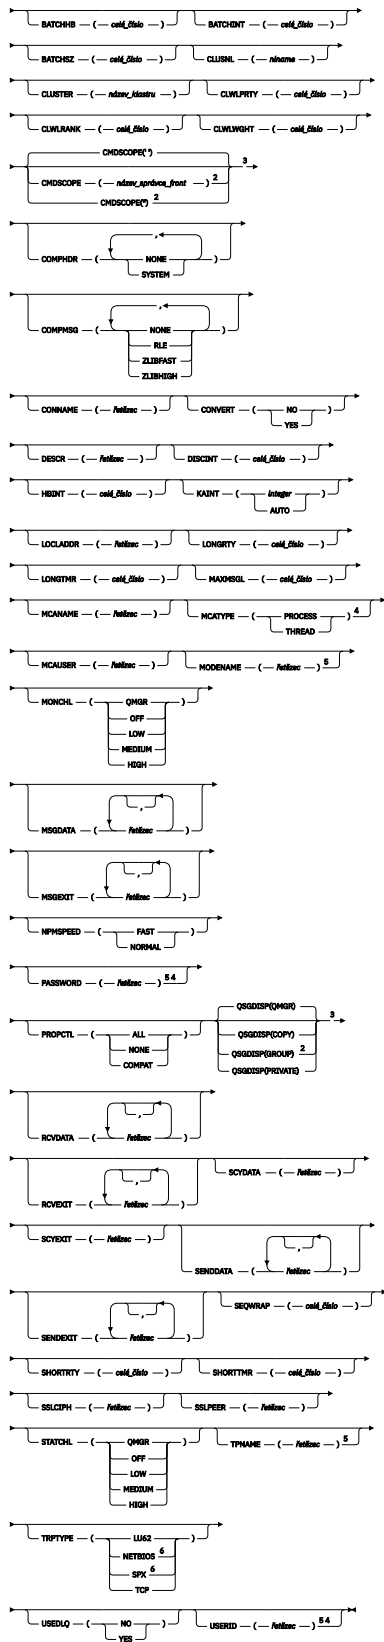 BATCHHB ( celé_číslo ) BATCHINT ( celé_číslo )
BATCHSZ ( celé_číslo ) CLUSNL ( nlname )
CLUSTER ( název_klastru ) CLWLPRTY ( celé_číslo )
CLWLRANK ( celé_číslo ) CLWLWGHT ( celé_číslo )
CMDSCOPE(' ') 3
CMDSCOPE ( název_správce_front ) 2
CMDSCOPE(*) 2
,
COMPHDR ( NONE )
SYSTEM
,
COMPMSG ( NONE )
RLE
ZLIBFAST
ZLIBHIGH
CONNAME ( řetězec ) CONVERT ( NO )
YES
DESCR ( řetězec ) DISCINT ( celé_číslo )
HBINT ( celé_číslo ) KAINT ( integer )
AUTO
LOCLADDR ( řetězec ) LONGRTY ( celé_číslo )
LONGTMR ( celé_číslo ) MAXMSGL ( celé_číslo )
MCANAME ( řetězec ) MCATYPE ( PROCESS ) 4
THREAD
MCAUSER ( řetězec ) MODENAME ( řetězec ) 5
MONCHL ( QMGR )
OFF
LOW
MEDIUM
HIGH
,
MSGDATA ( řetězec )
,
MSGEXIT ( řetězec )
NPMSPEED ( FAST )
NORMAL
PASSWORD ( řetězec ) 5 4
QSGDISP(QMGR) 3
PROPCTL ( ALL ) QSGDISP(COPY)
NONE QSGDISP(GROUP) 2
COMPAT QSGDISP(PRIVATE)
,
RCVDATA ( řetězec )
,
RCVEXIT ( řetězec ) SCYDATA ( řetězec )
,
SCYEXIT ( řetězec ) SENDDATA ( řetězec )
,
SENDEXIT ( řetězec ) SEQWRAP ( celé_číslo )
SHORTRTY ( celé_číslo ) SHORTTMR ( celé_číslo )
SSLCIPH ( řetězec ) SSLPEER ( řetězec )
STATCHL ( QMGR ) TPNAME ( řetězec ) 5
OFF
LOW
MEDIUM
HIGH
TRPTYPE ( LU62 )
NETBIOS 6
SPX 6
TCP
USEDLQ ( NO ) USERID ( řetězec ) 5 4
YES